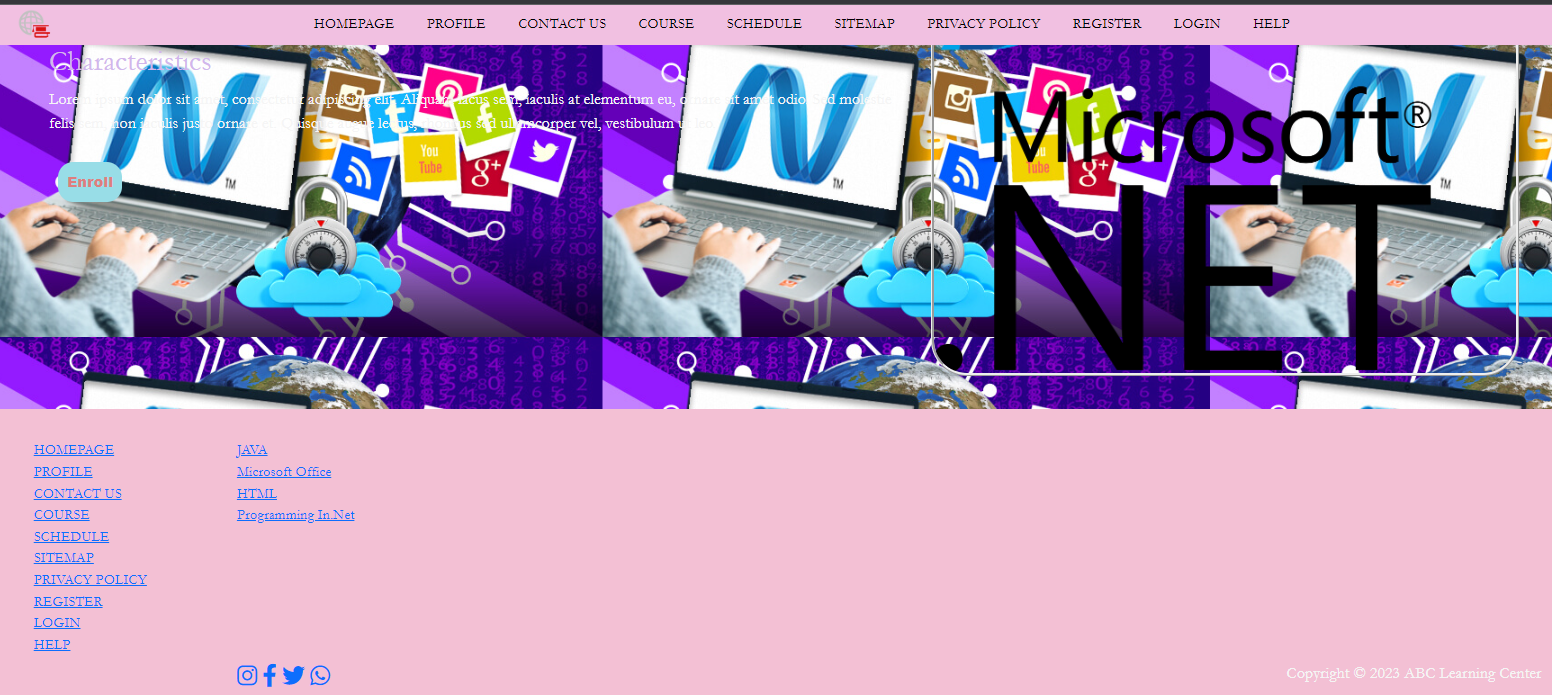 HOMEPAGE PROFILE CONTACT US COURSE SCHEDULE SITEMAP PRIVACY POLICY REGISTER LOGIN HELP
Characteristics
Lorem ipsum dolor sit amet, consectetur adipiscing elit. Aliquam lacus sem, iaculis at elementum eu, ornare sit amet odio. Sed molestie
felis sem, non iaculis justo ornare et. Quisque neque lectus, sed ullamcorper vel, vestibulum ut leo.
Enroll
You
Tube
g+
TM
Microsoft®
.NET
HOMEPAGE
PROFILE
CONTACT US
COURSE
SCHEDULE
SITEMAP
PRIVACY POLICY
REGISTER
LOGIN
HELP
JAVA
Microsoft Office
HTML
Programming In.Net
Copyright © 2023 ABC Learning Center